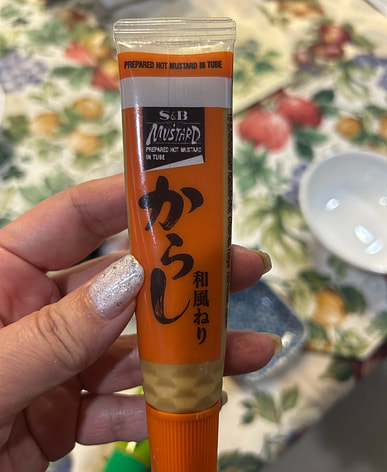 PREPARED HOT MUSTARD IN TUBE
S&B
MUSTARD
PREPARED HOT MUSTARD
IN TUBE
からし
和風ねり